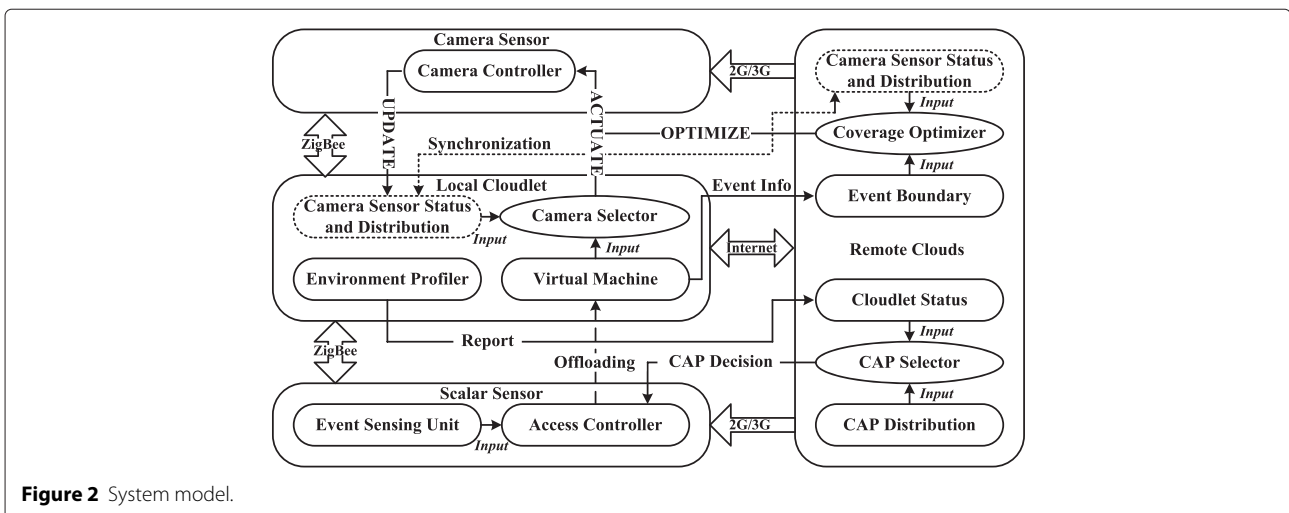 Camera Sensor
Camera Controller
UPDATE
ACTUATE
2G/3G
Camera Sensor Status
and Distribution
Input
ZigBee
OPTIMIZE
Coverage Optimizer
Synchronization
Input
Local Cloudlet
Event Info
Event Boundary
Camera Sensor Status
and Distribution
Input
Camera Selector
Input
Internet
Remote Clouds
Environment Profiler
Virtual Machine
Cloudlet Status
Input
ZigBee
Report
Offloading
CAP Decision
CAP Selector
Input
Scalar Sensor
Event Sensing Unit
Input
Access Controller
2G/3G
CAP Distribution
Figure 2 System model.